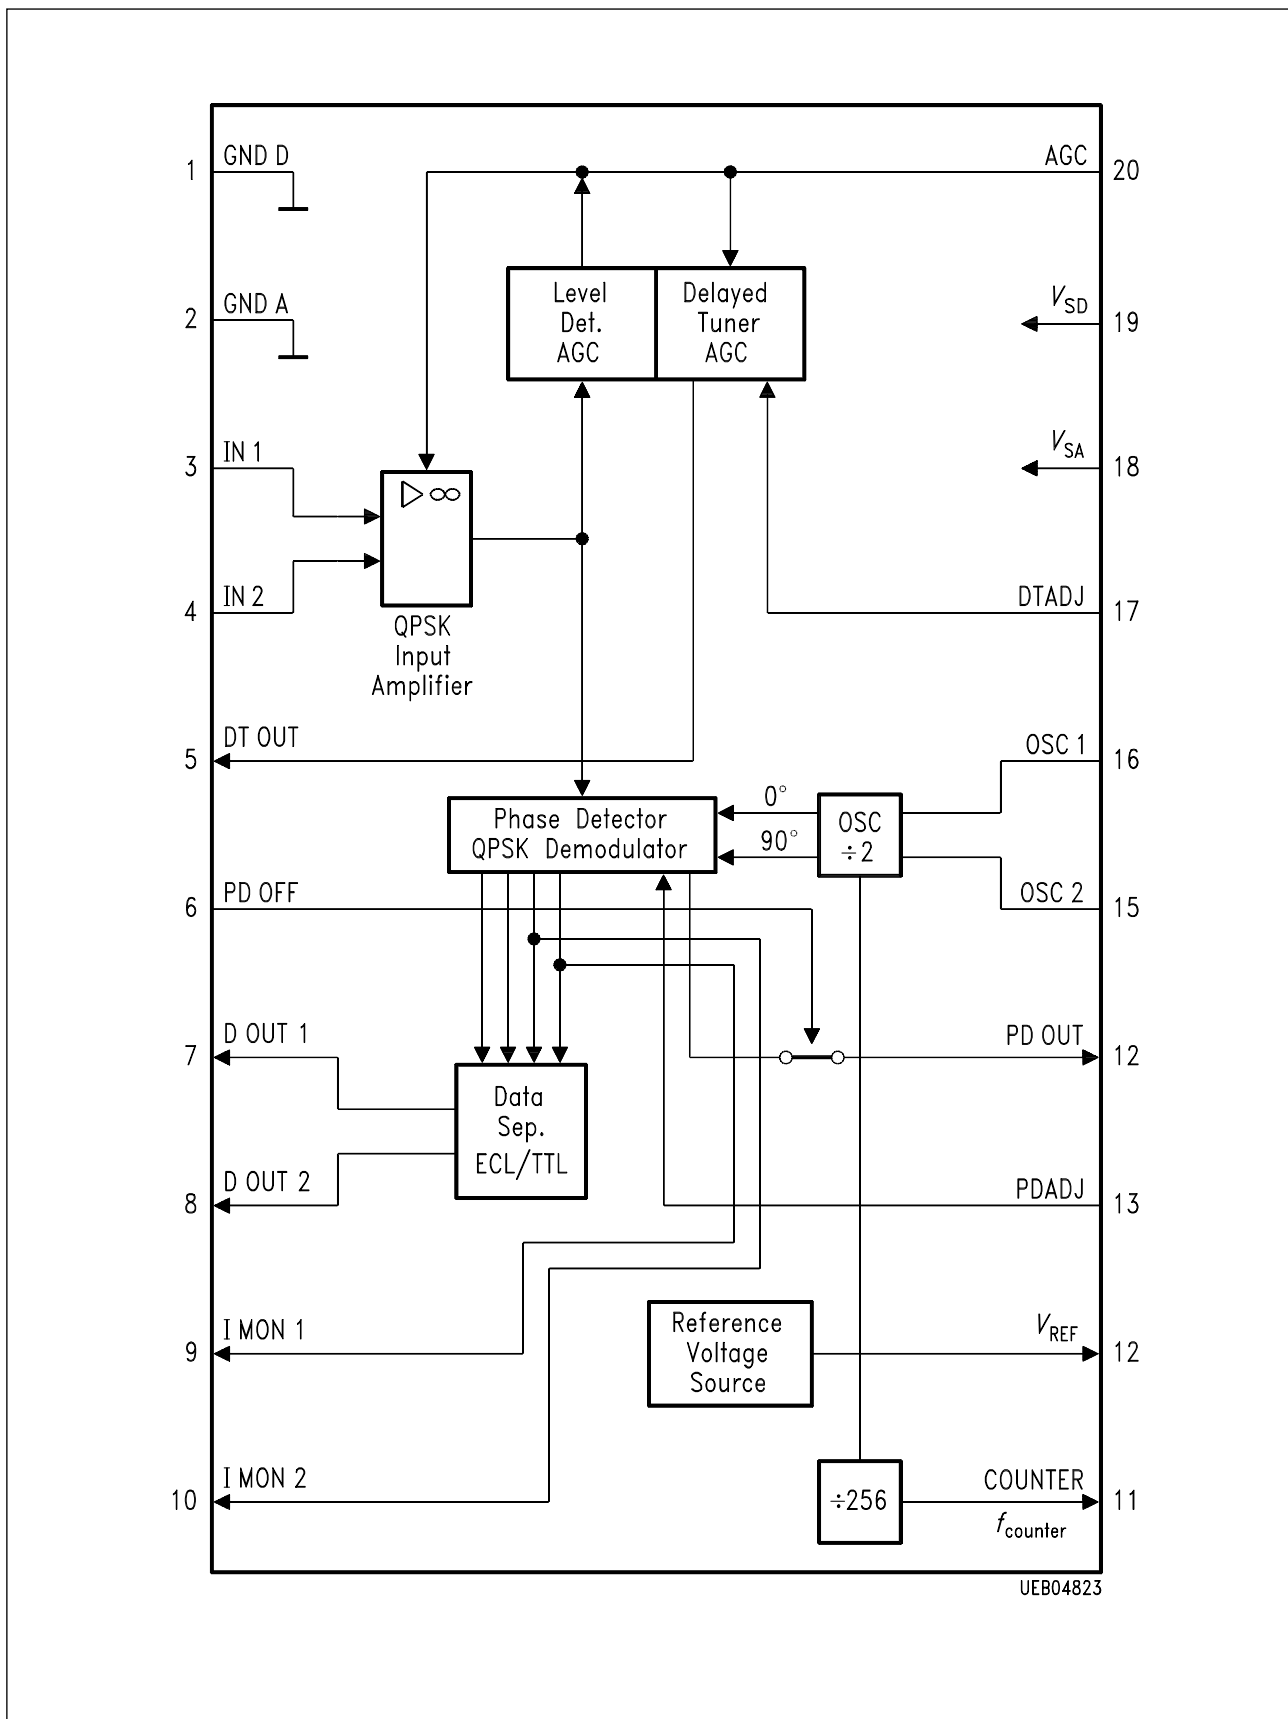 GND D
1
AGC
20
Level
Det.
AGC
Delayed
Tuner
AGC
GND A
2
VSD
19
IN 1
3
VSA
18
▷ ∞
IN 2
4
QPSK
Input
Amplifier
DTADJ
17
DT OUT
5
OSC 1
16
0°
90°
Phase Detector
QPSK Demodulator
OSC
÷2
PD OFF
6
OSC 2
15
D OUT 1
7
PD OUT
12
Data
Sep.
ECL/TTL
D OUT 2
8
PDADJ
13
I MON 1
9
Reference
Voltage
Source
VREF
12
I MON 2
10
÷256
COUNTER
11
fcounter
UEB04823